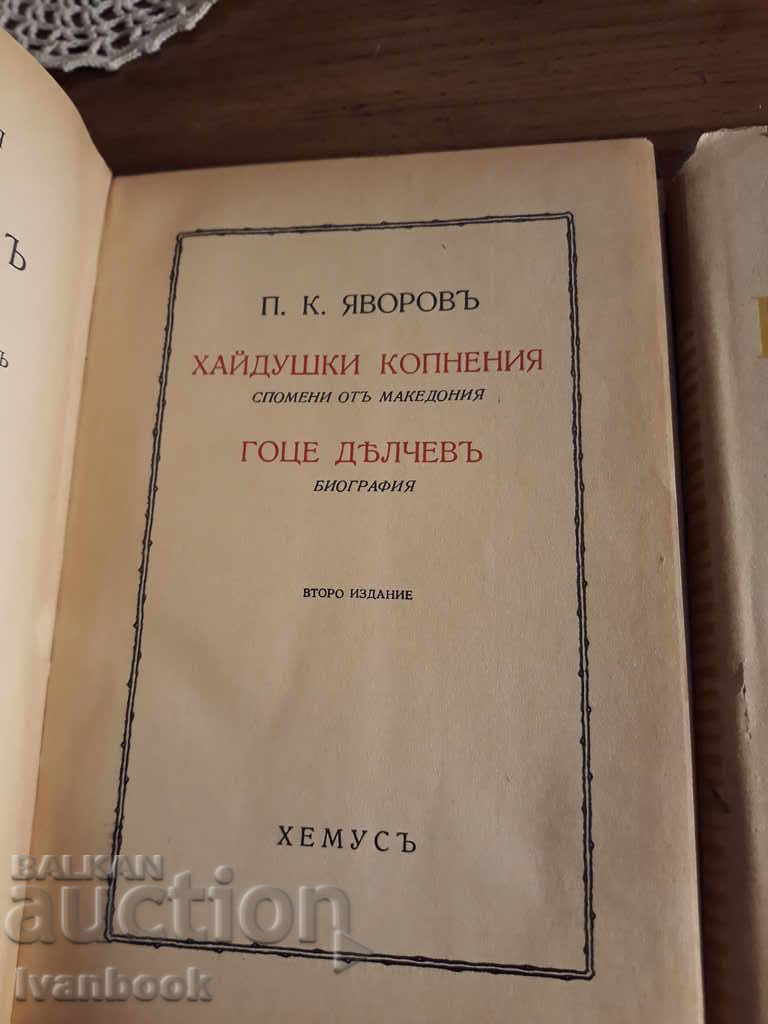 П. К. ЯВОРОВЪ
ХАЙДУШКИ КОПНЕНИЯ
СПОМЕНИ ОТЪ МАКЕДОНИЯ
ГОЦЕ ДѢЛЧЕВЪ
БИОГРАФИЯ
ВТОРО ИЗДАНИЕ
ХЕМУСЪ
BALKAN
auction
Ivanbook